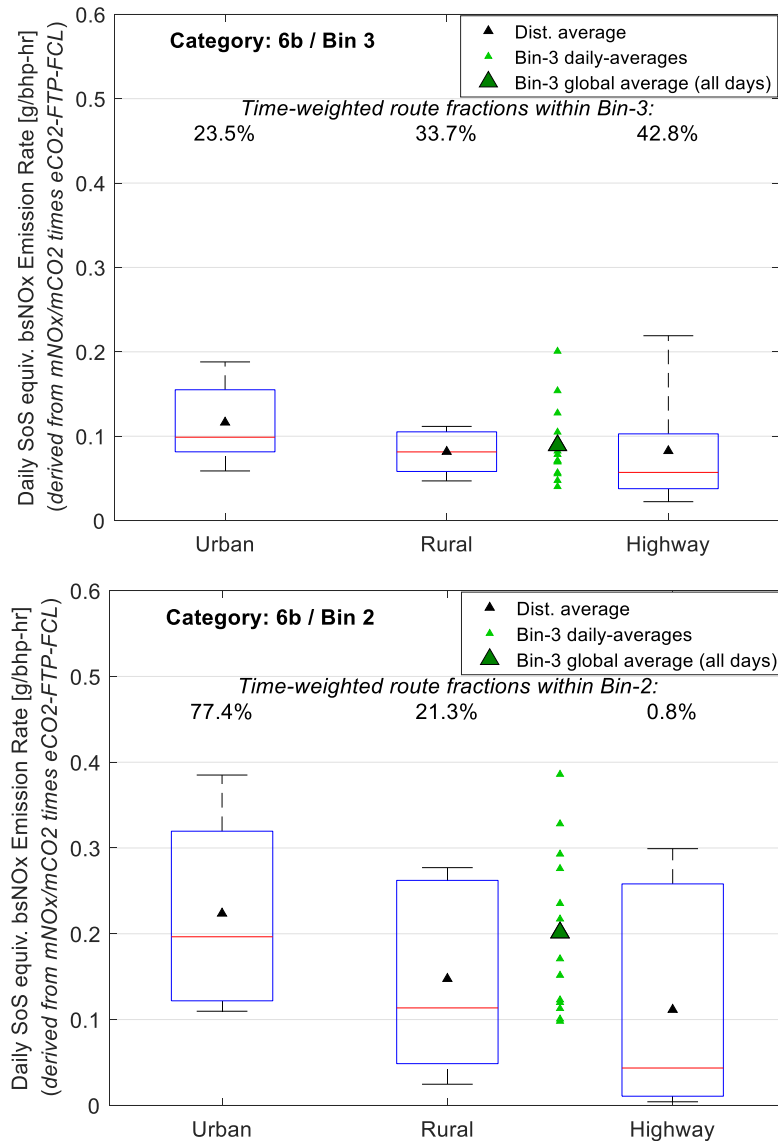 Category: 6b / Bin 3
Dist. average
Bin-3 daily-averages
Bin-3 global average (all days)
Time-weighted route fractions within Bin-3:
23.5% 33.7% 42.8%
Daily SoS equiv. bsNOx Emission Rate [g/bhp-hr]
(derived from mNOx/mCO2 times eCO2-FTP-FCL)
0.6
0.5
0.4
0.3
0.2
0.1
0
Urban Rural Highway
Category: 6b / Bin 2
Dist. average
Bin-3 daily-averages
Bin-3 global average (all days)
Time-weighted route fractions within Bin-2:
77.4% 21.3% 0.8%
Daily SoS equiv. bsNOx Emission Rate [g/bhp-hr]
(derived from mNOx/mCO2 times eCO2-FTP-FCL)
0.6
0.5
0.4
0.3
0.2
0.1
0
Urban Rural Highway